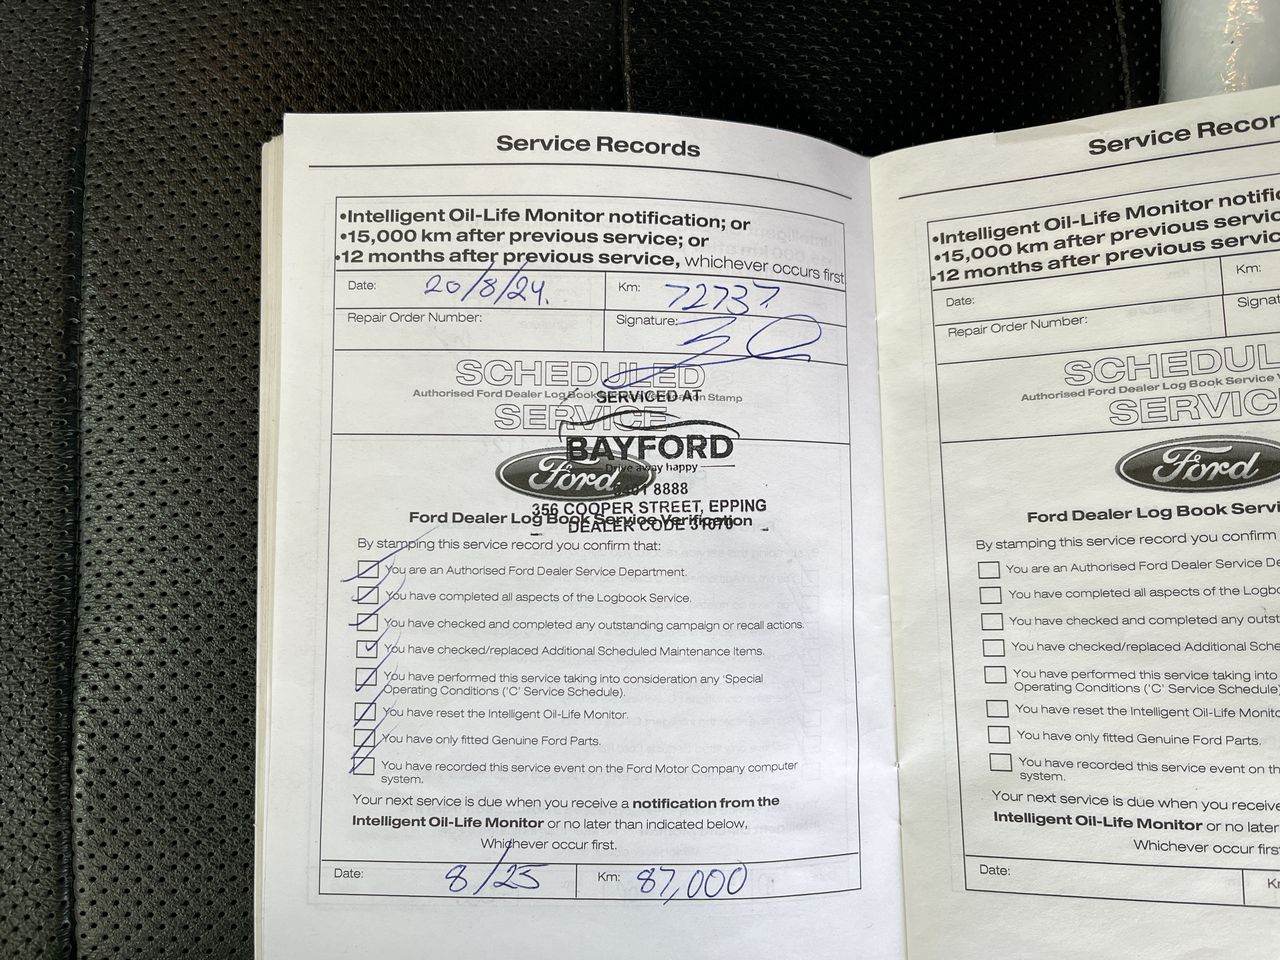 Service Records
•Intelligent Oil-Life Monitor notification; or
•15,000 km after previous service; or
•12 months after previous service, whichever occurs first
Date: 20/8/24. Km: 72737
Repair Order Number: Signature:
SCHEDULED
Authorised Ford Dealer Log Book Service Verification Stamp
SERVICE
SERVICED AT
BAYFORD
Drive away happy
Ford
8888
356 COOPER STREET, EPPING
DEALER CODE
Ford Dealer Log Book Service Verification
By stamping this service record you confirm that:
You are an Authorised Ford Dealer Service Department.
You have completed all aspects of the Logbook Service.
You have checked and completed any outstanding campaign or recall actions.
You have checked/replaced Additional Scheduled Maintenance Items.
You have performed this service taking into consideration any 'Special
Operating Conditions ('C' Service Schedule).
You have reset the Intelligent Oil-Life Monitor.
You have only fitted Genuine Ford Parts.
You have recorded this service event on the Ford Motor Company computer
system.
Your next service is due when you receive a notification from the
Intelligent Oil-Life Monitor or no later than indicated below,
Whichever occur first.
Date: 8/25 Km: 87,000
Service Recor
•Intelligent Oil-Life Monitor notific
•15,000 km after previous service
•12 months after previous service
Date: Km:
Repair Order Number: Signat
SCHEDUL
Authorised Ford Dealer Log Book Service V
SERVIC
Ford
Ford Dealer Log Book Servi
By stamping this service record you confirm
You are an Authorised Ford Dealer Service De
You have completed all aspects of the Logbo
You have checked and completed any outst
You have checked/replaced Additional Sche
You have performed this service taking into
Operating Conditions ('C' Service Schedule)
You have reset the Intelligent Oil-Life Monito
You have only fitted Genuine Ford Parts.
You have recorded this service event on th
system.
Your next service is due when you receive
Intelligent Oil-Life Monitor or no later
Whichever occur firs
Date: K